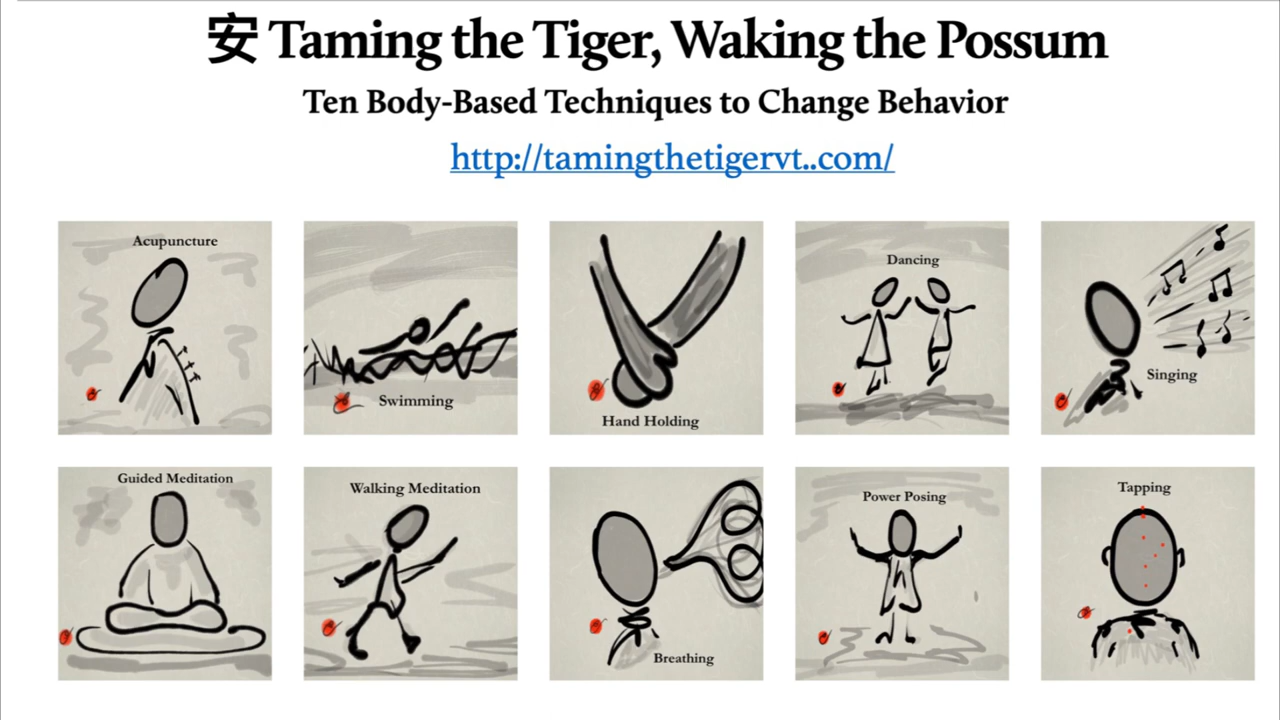 安 Taming the Tiger, Waking the Possum
Ten Body-Based Techniques to Change Behavior
http://tamingthetigervt..com/
Acupuncture
Swimming
Hand Holding
Dancing
Singing
Guided Meditation
Walking Meditation
Breathing
Power Posing
Tapping